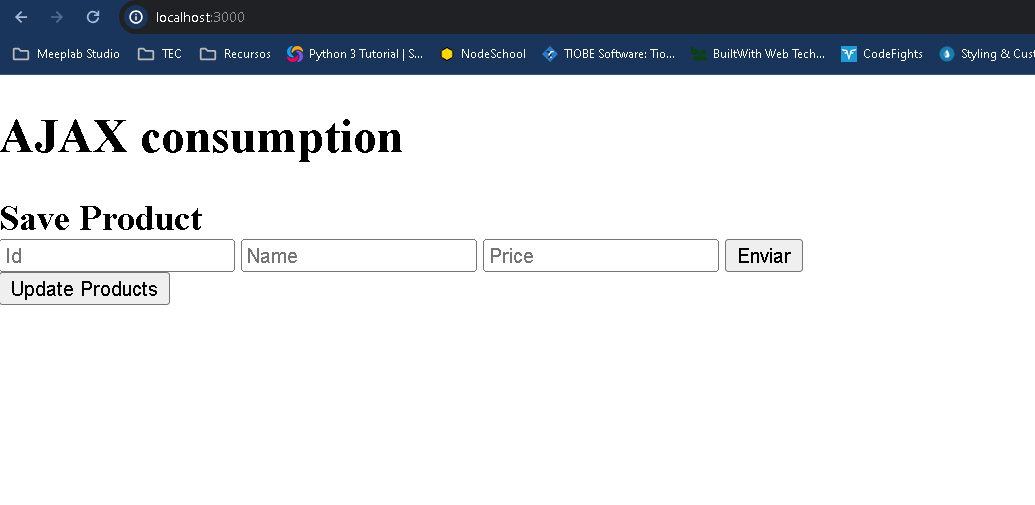 localhost:3000
Meeplab Studio TEC Recursos Python 3 Tutorial | S... NodeSchool TIOBE Software: Tio... BuiltWith Web Tech... CodeFights Styling & Cust
AJAX consumption
Save Product
Id Name Price Enviar
Update Products